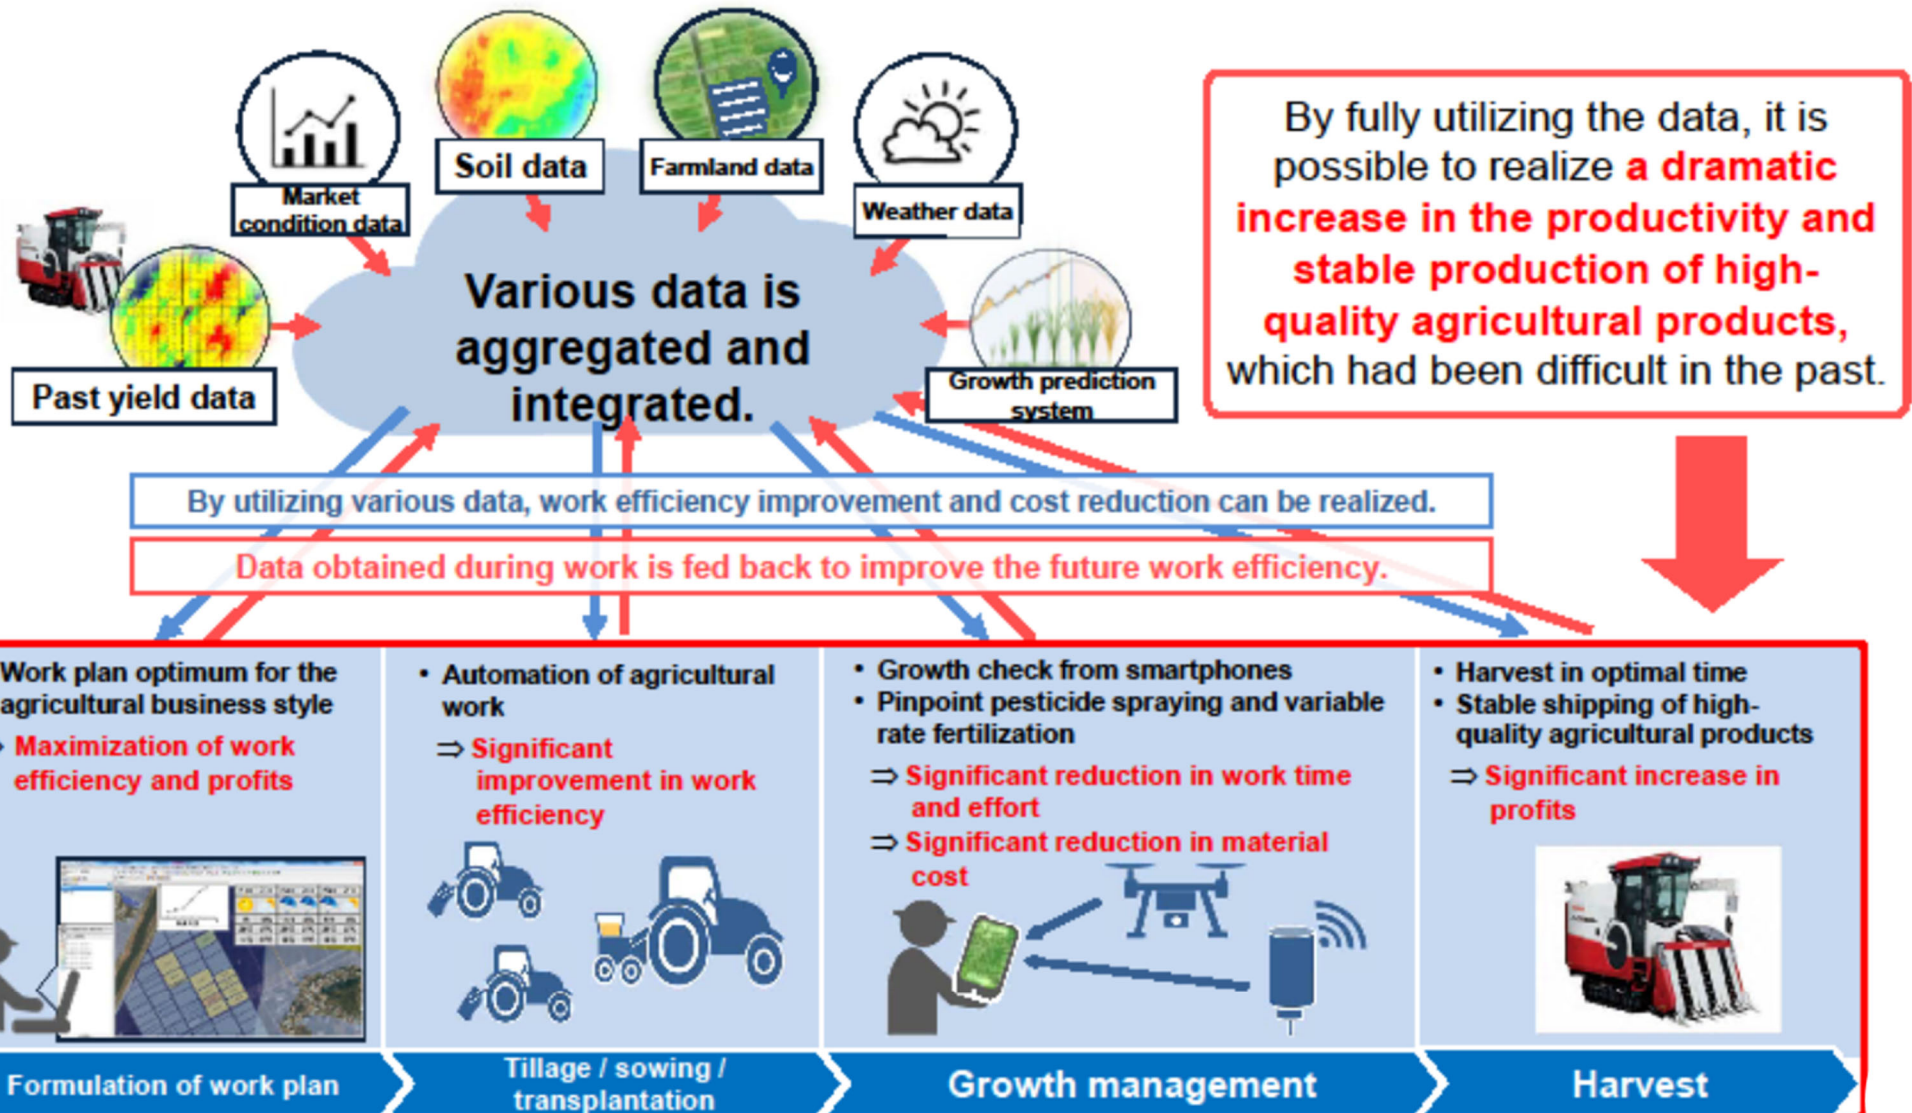 Market
condition data
Soil data
Farmland data
Weather data
Past yield data
Growth prediction
system
Various data is
aggregated and
integrated.
By fully utilizing the data, it is
possible to realize a dramatic
increase in the productivity and
stable production of high-
quality agricultural products,
which had been difficult in the past.
By utilizing various data, work efficiency improvement and cost reduction can be realized.
Data obtained during work is fed back to improve the future work efficiency.
Work plan optimum for the
agricultural business style
Maximization of work
efficiency and profits
• Automation of agricultural
work
⇒ Significant
improvement in work
efficiency
• Growth check from smartphones
• Pinpoint pesticide spraying and variable
rate fertilization
⇒ Significant reduction in work time
and effort
⇒ Significant reduction in material
cost
• Harvest in optimal time
• Stable shipping of high-
quality agricultural products
⇒ Significant increase in
profits
Formulation of work plan
Tillage / sowing /
transplantation
Growth management
Harvest